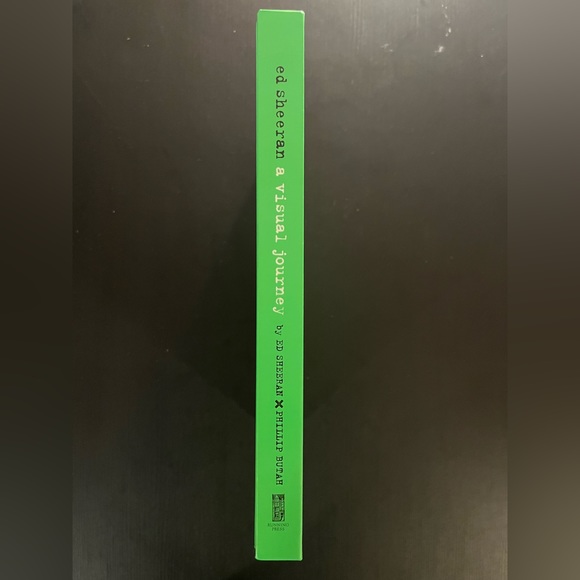 ed sheeran a visual journey by ED SHEERAN X PHILLIP BUTAH